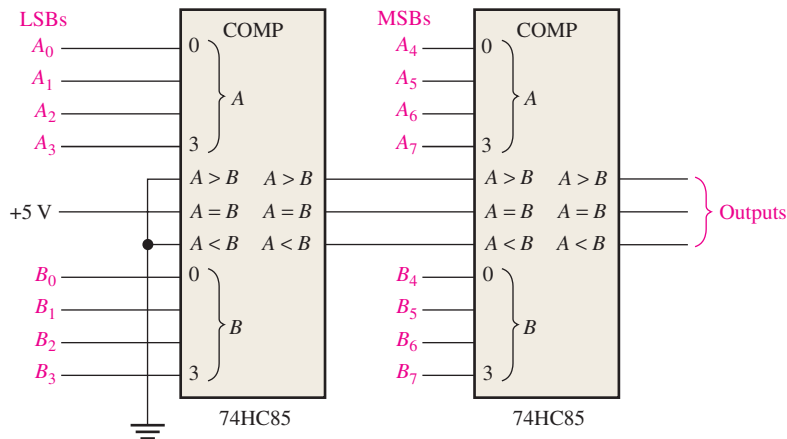 LSBs
A₀
A₁
A₂
A₃
+5 V
B₀
B₁
B₂
B₃
COMP
0
A
3
A > B A > B
A = B A = B
A < B A < B
0
B
3
74HC85
MSBs
A₄
A₅
A₆
A₇
B₄
B₅
B₆
B₇
COMP
0
A
3
A > B A > B
A = B A = B
A < B A < B
0
B
3
74HC85
Outputs